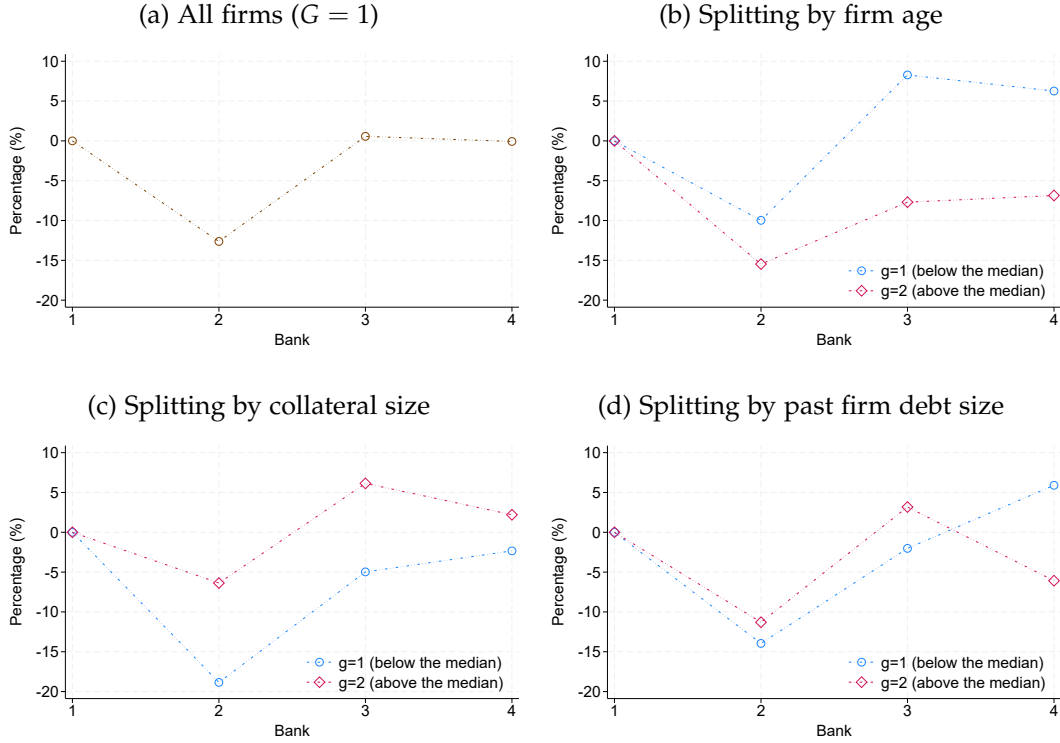 (a) All firms (G = 1)
10
5
0
-5
-10
-15
-20
Percentage (%)
1 2 3 4
Bank
(b) Splitting by firm age
10
5
0
-5
-10
-15
-20
Percentage (%)
g=1 (below the median)
g=2 (above the median)
1 2 3 4
Bank
(c) Splitting by collateral size
10
5
0
-5
-10
-15
-20
Percentage (%)
g=1 (below the median)
g=2 (above the median)
1 2 3 4
Bank
(d) Splitting by past firm debt size
10
5
0
-5
-10
-15
-20
Percentage (%)
g=1 (below the median)
g=2 (above the median)
1 2 3 4
Bank